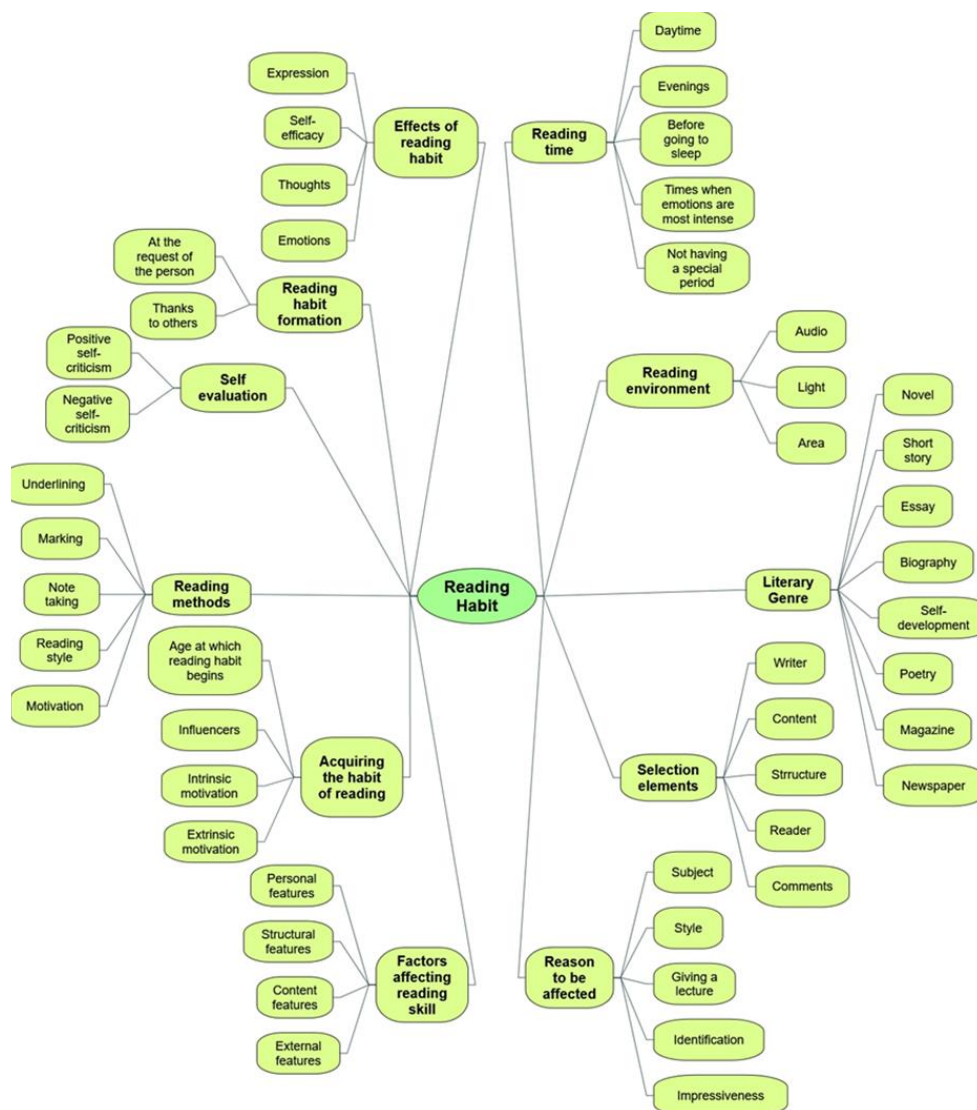 Expression
Self-
efficacy
Thoughts
Emotions
Effects of
reading
habit
At the
request of
the person
Thanks
to others
Reading
habit
formation
Positive
self-
criticism
Negative
self-
criticism
Self
evaluation
Underlining
Marking
Note
taking
Reading
style
Motivation
Reading
methods
Age at which
reading habit
begins
Influencers
Intrinsic
motivation
Extrinsic
motivation
Acquiring
the habit
of reading
Personal
features
Structural
features
Content
features
External
features
Factors
affecting
reading
skill
Reading
Habit
Reading
time
Daytime
Evenings
Before
going to
sleep
Times when
emotions are
most intense
Not having
a special
period
Reading
environment
Audio
Light
Area
Literary
Genre
Novel
Short
story
Essay
Biography
Self-
development
Poetry
Magazine
Newspaper
Selection
elements
Writer
Content
Strructure
Reader
Comments
Reason
to be
affected
Subject
Style
Giving a
lecture
Identification
Impressiveness